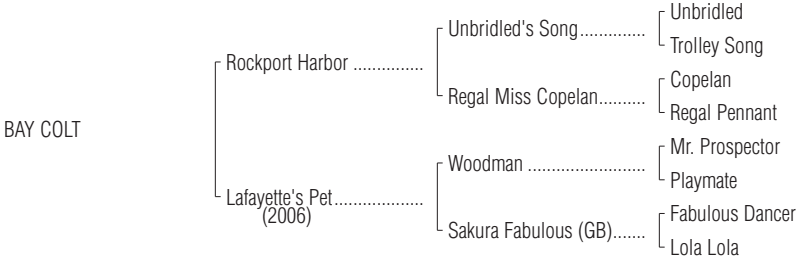 Unbridled
Unbridled's Song..............
Trolley Song
Rockport Harbor ...............
Copelan
Regal Miss Copelan..........
Regal Pennant
BAY COLT
Mr. Prospector
Woodman .........................
Playmate
Lafayette's Pet...................
(2006)
Fabulous Dancer
Sakura Fabulous (GB).......
Lola Lola